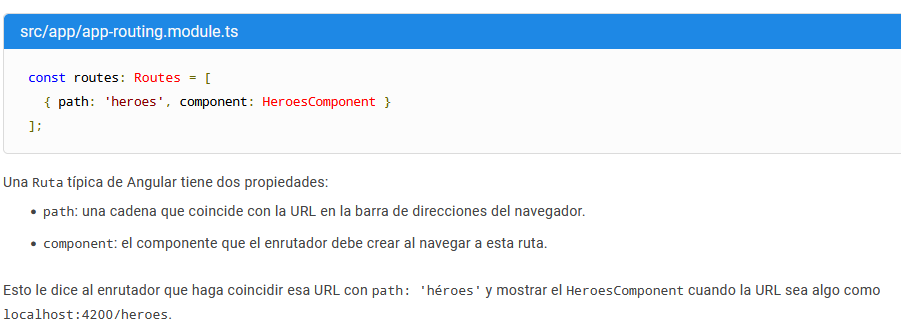 src/app/app-routing.module.ts
const routes: Routes = [
  { path: 'heroes', component: HeroesComponent }
];
Una Ruta típica de Angular tiene dos propiedades:
• path: una cadena que coincide con la URL en la barra de direcciones del navegador.
• component: el componente que el enrutador debe crear al navegar a esta ruta.
Esto le dice al enrutador que haga coincidir esa URL con path: 'héroes' y mostrar el HeroesComponent cuando la URL sea algo como
localhost:4200/heroes.